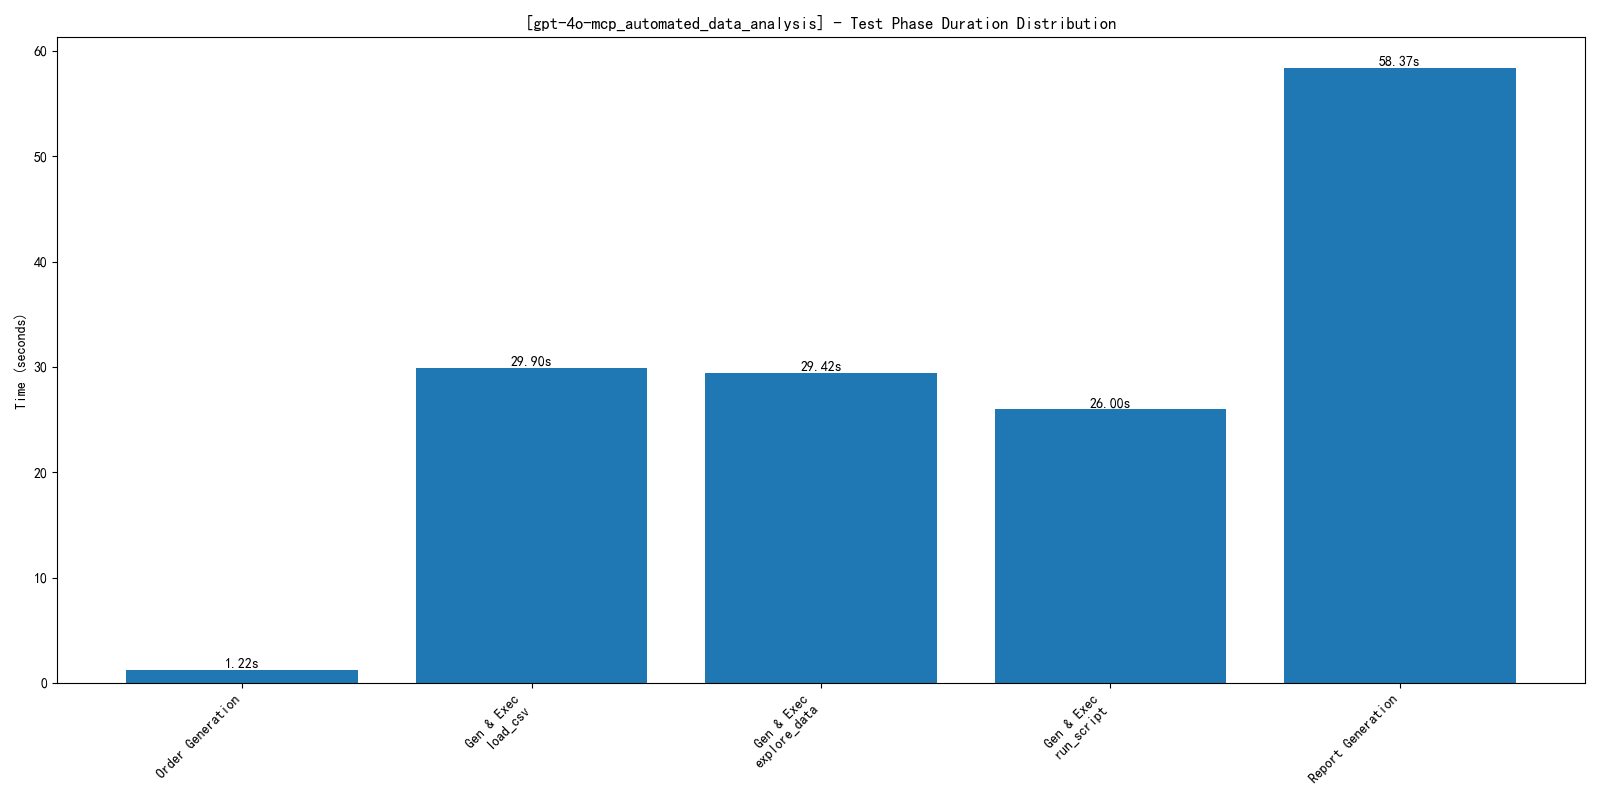 [gpt-4o-mcp_automated_data_analysis] - Test Phase Duration Distribution
Time (seconds)
60
50
40
30
20
10
0
1.22s
29.90s
29.42s
26.00s
58.37s
Order Generation
Gen & Exec
load_csv
Gen & Exec
explore_data
Gen & Exec
run_script
Report Generation